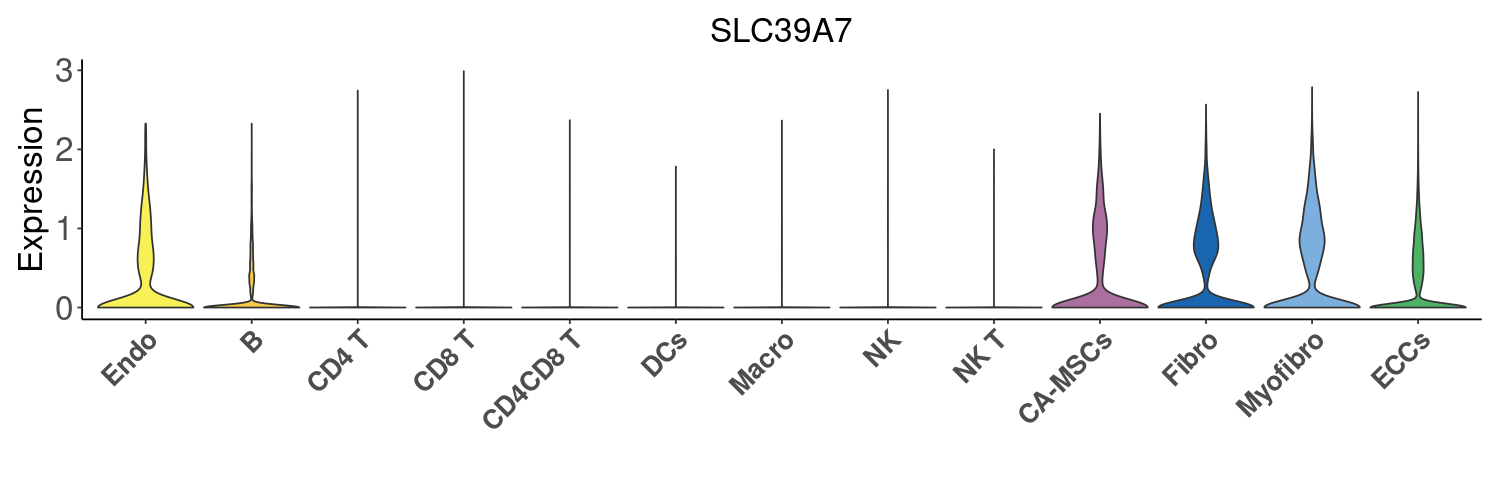 SLC39A7
Expression
3
2
1
0
Endo
B
CD4 T
CD8 T
CD4CD8 T
DCs
Macro
NK
NK T
CA-MSCs
Fibro
Myofibro
ECCs